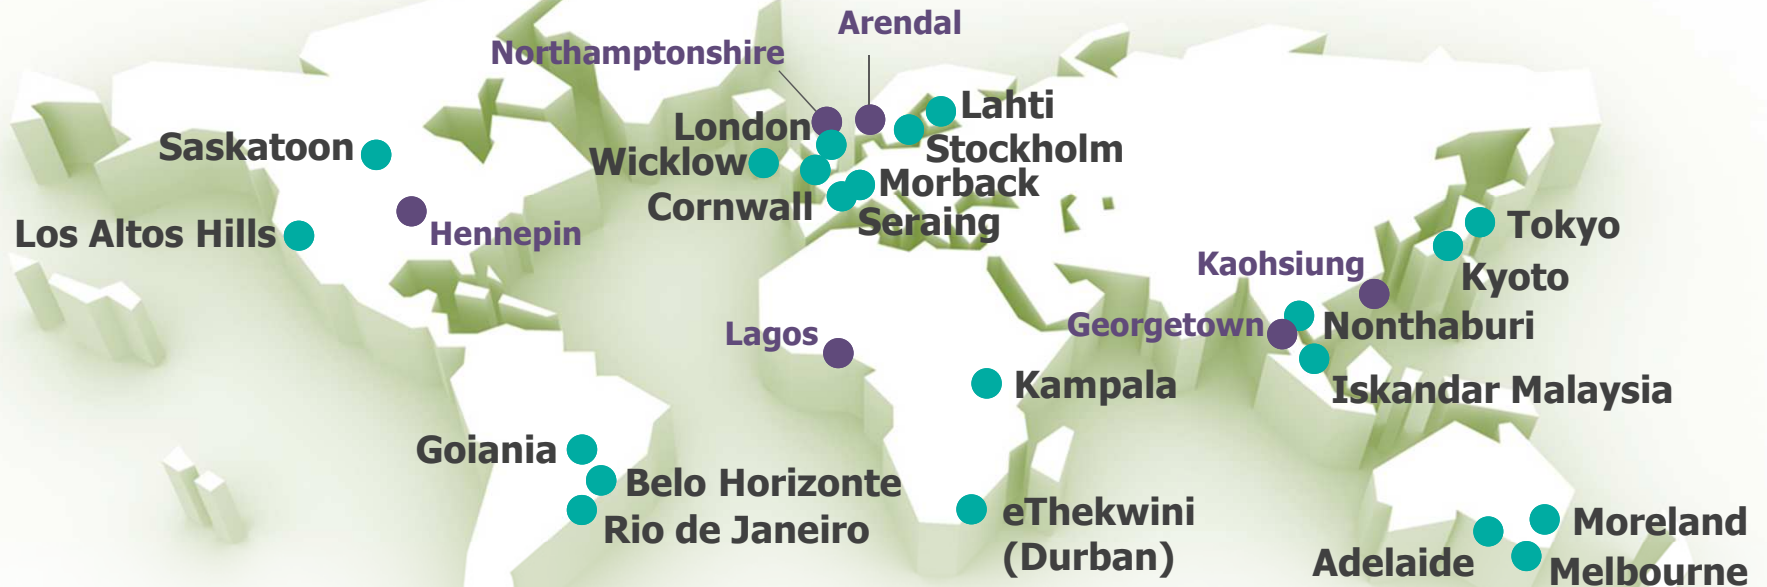 Arendal
Northamptonshire
Lahti
London
Stockholm
Saskatoon
Wicklow
Morback
Cornwall
Seraing
Los Altos Hills
Hennepin
Tokyo
Kaohsiung
Kyoto
Lagos
Georgetown
Nonthaburi
Kampala
Iskandar Malaysia
Goiania
Belo Horizonte
Rio de Janeiro
eThekwini
(Durban)
Moreland
Adelaide
Melbourne